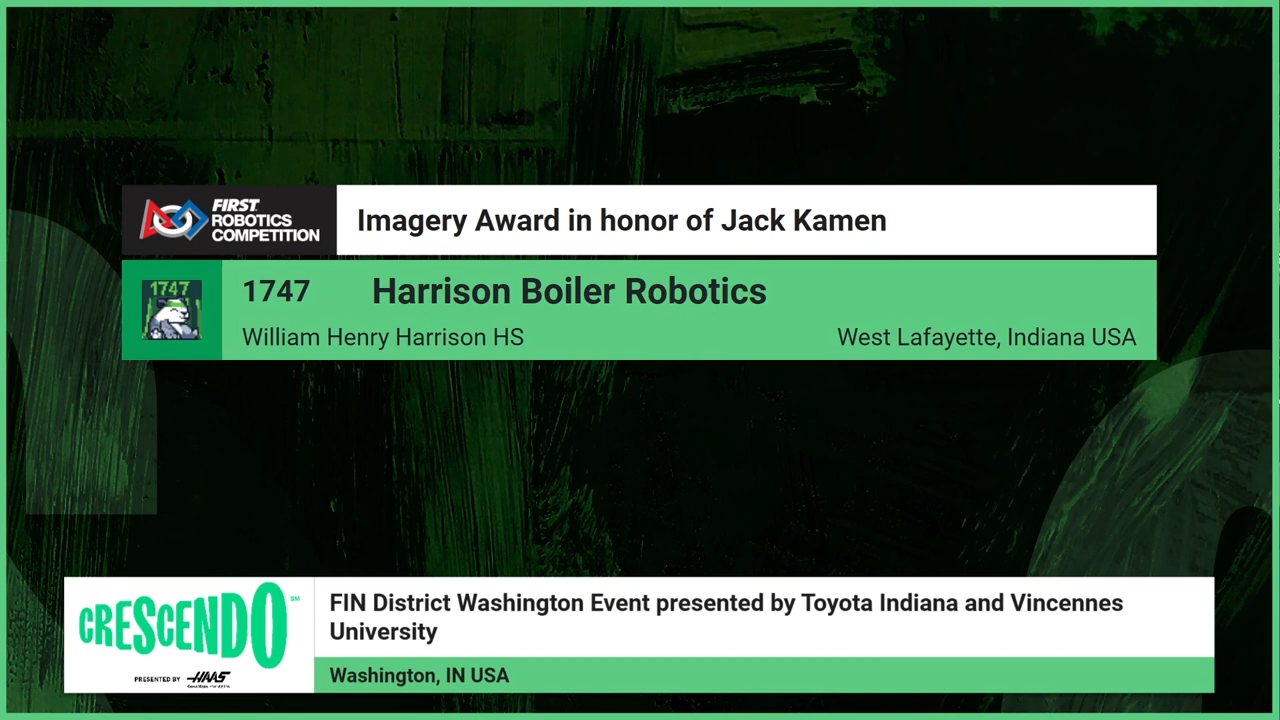 FIRST
ROBOTICS
COMPETITION
Imagery Award in honor of Jack Kamen
1747
1747 Harrison Boiler Robotics
William Henry Harrison HS West Lafayette, Indiana USA
CRESCENDO SM
PRESENTED BY HAAS
FIN District Washington Event presented by Toyota Indiana and Vincennes
University
Washington, IN USA